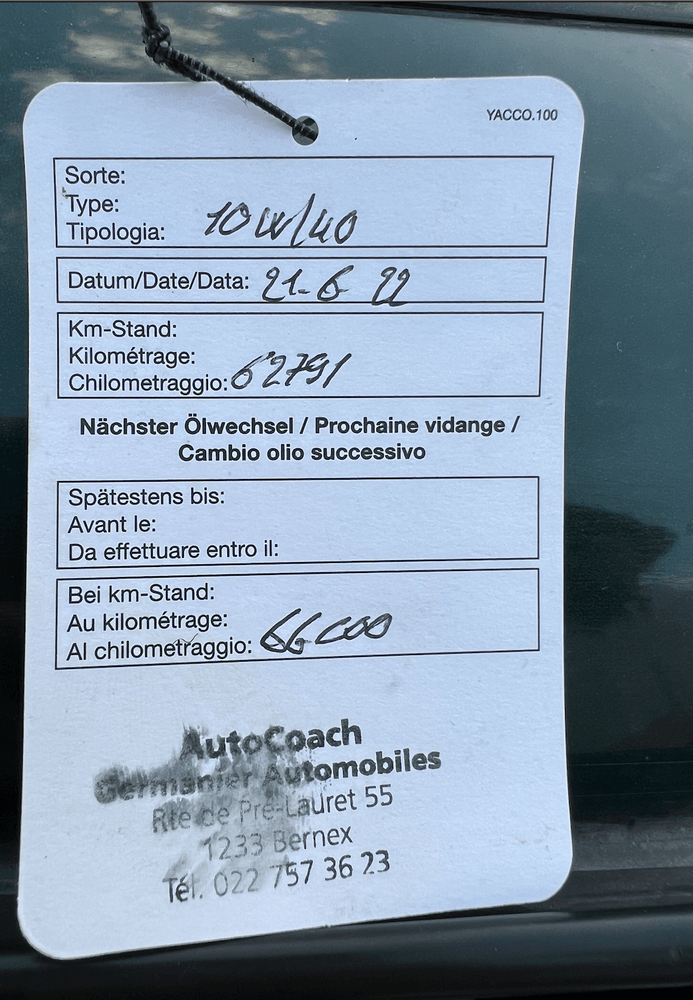 YACCO.100
Sorte:
Type:
Tipologia: 10W/40
Datum/Date/Data: 21.6 22
Km-Stand:
Kilométrage:
Chilometraggio: 62791
Nächster Ölwechsel / Prochaine vidange /
Cambio olio successivo
Spätestens bis:
Avant le:
Da effettuare entro il:
Bei km-Stand:
Au kilométrage:
Al chilometraggio: 66000
AutoCoach
Germanier Automobiles
Rte de Pré-Lauret 55
1233 Bernex
Tél. 022 757 36 23